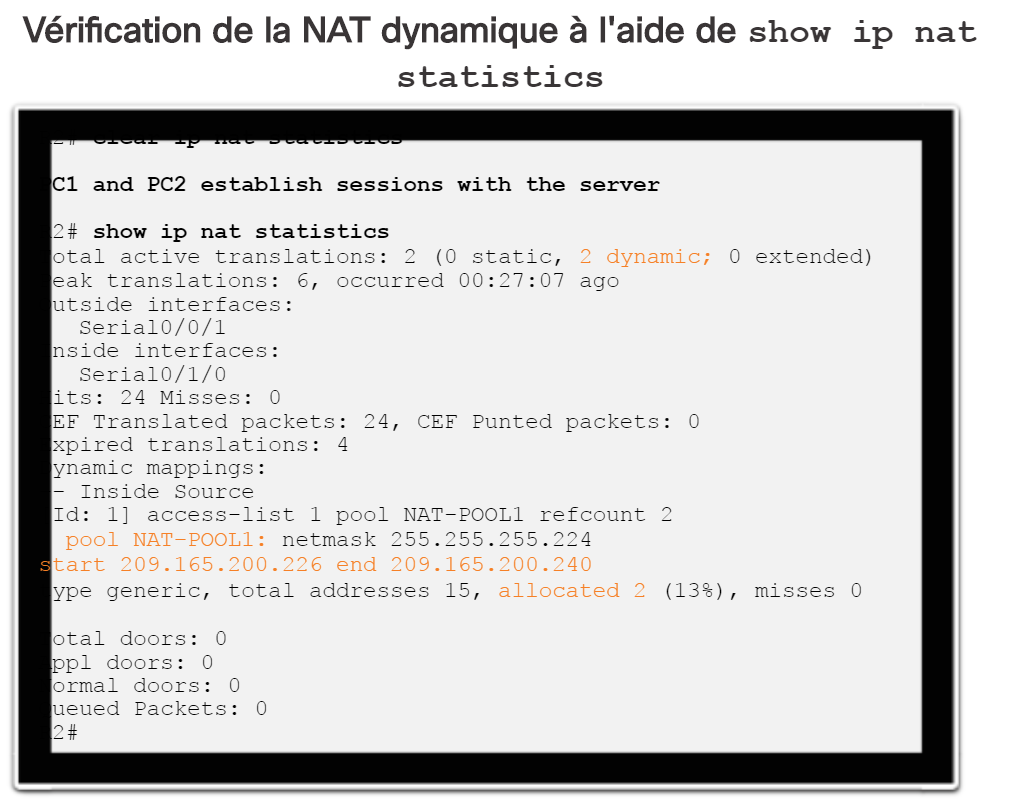 Vérification de la NAT dynamique à l'aide de show ip nat
statistics
2# clear ip nat statistics
C1 and PC2 establish sessions with the server
2# show ip nat statistics
otal active translations: 2 (0 static, 2 dynamic; 0 extended)
eak translations: 6, occurred 00:27:07 ago
utside interfaces:
Serial0/0/1
nside interfaces:
Serial0/1/0
its: 24 Misses: 0
EF Translated packets: 24, CEF Punted packets: 0
xpired translations: 4
ynamic mappings:
- Inside Source
Id: 1] access-list 1 pool NAT-POOL1 refcount 2
pool NAT-POOL1: netmask 255.255.255.224
start 209.165.200.226 end 209.165.200.240
ype generic, total addresses 15, allocated 2 (13%), misses 0
otal doors: 0
ppl doors: 0
ormal doors: 0
ueued Packets: 0
2#